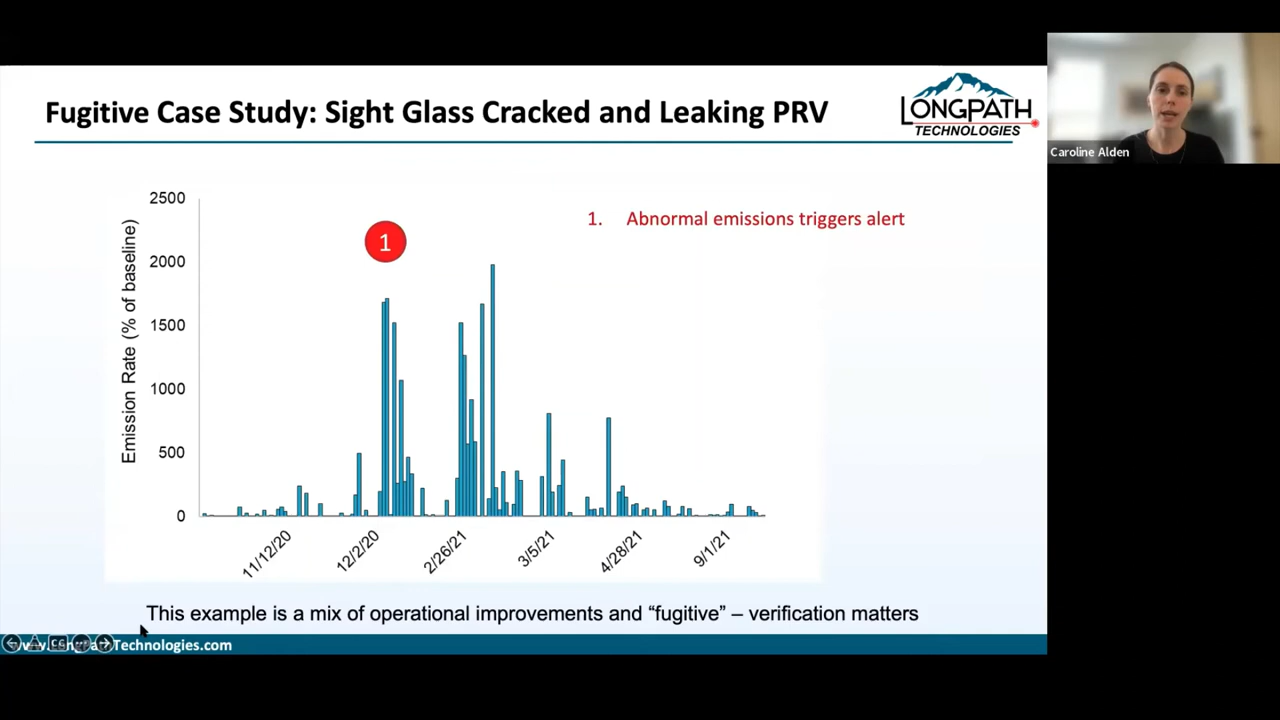 Fugitive Case Study: Sight Glass Cracked and Leaking PRV
LONGPATH
TECHNOLOGIES
Caroline Alden
2500
2000
1500
1000
500
0
Emission Rate (% of baseline)
1
1. Abnormal emissions triggers alert
11/12/20
12/2/20
2/26/21
3/5/21
4/28/21
9/1/21
This example is a mix of operational improvements and “fugitive” – verification matters
www.LongPathTechnologies.com